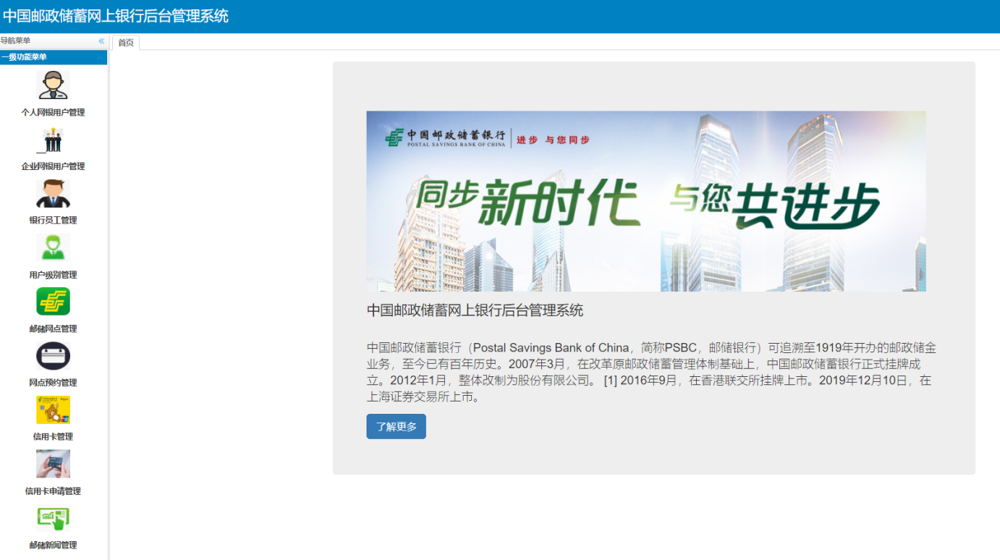 中国邮政储蓄网上银行后台管理系统
导航菜单
首页
一级功能菜单
个人网银用户管理
企业网银用户管理
银行员工管理
用户级别管理
邮储网点管理
网点预约管理
信用卡管理
信用卡申请管理
邮储新闻管理
中国邮政储蓄银行
POSTAL SAVINGS BANK OF CHINA
进步 与您同步
同步新时代 与您共进步
中国邮政储蓄网上银行后台管理系统
中国邮政储蓄银行（Postal Savings Bank of China，简称PSBC，邮储银行）可追溯至1919年开办的邮政储金
业务，至今已有百年历史。2007年3月，在改革原邮政储蓄管理体制基础上，中国邮政储蓄银行正式挂牌成
立。2012年1月，整体改制为股份有限公司。 [1] 2016年9月，在香港联交所挂牌上市。2019年12月10日，在
上海证券交易所上市。
了解更多